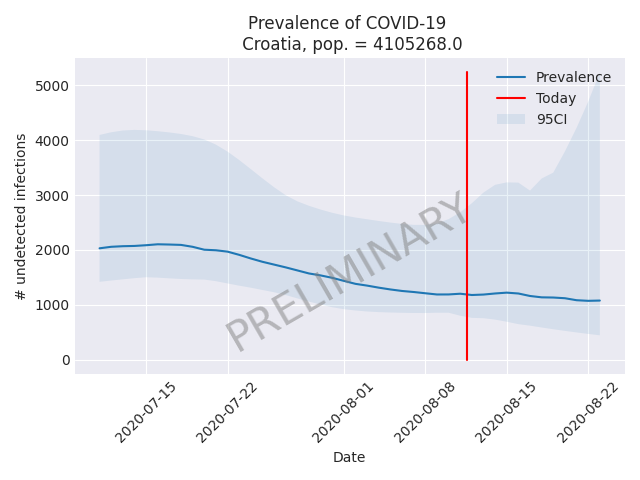 Prevalence of COVID-19
Croatia, pop. = 4105268.0
# undetected infections
5000
4000
3000
2000
1000
0
Prevalence
Today
95CI
PRELIMINARY
2020-07-15
2020-07-22
2020-08-01
2020-08-08
2020-08-15
2020-08-22
Date